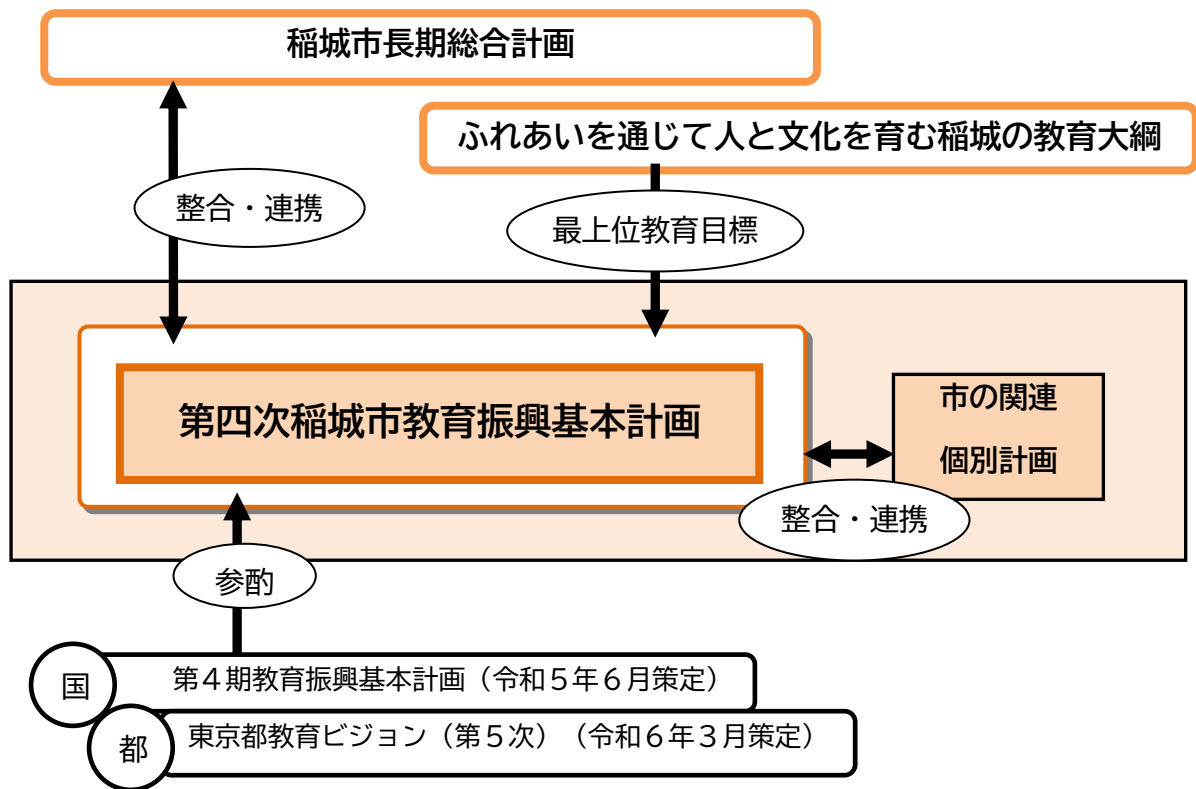 稲城市長期総合計画
ふれあいを通じて人と文化を育む稲城の教育大綱
整合・連携
最上位教育目標
第四次稲城市教育振興基本計画
市の関連
個別計画
整合・連携
参酌
国
第４期教育振興基本計画（令和５年６月策定）
都
東京都教育ビジョン（第５次）（令和６年３月策定）